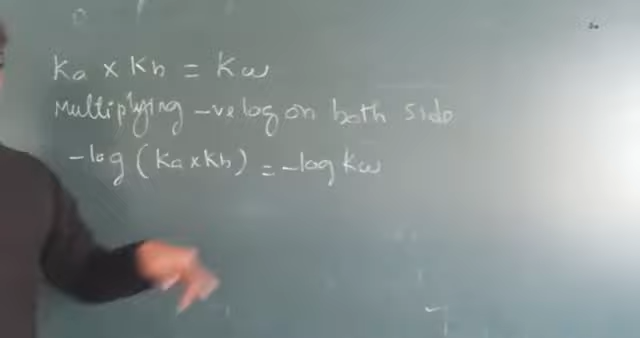 Ka × Kb = Kw
Multiplying -ve log on both side
-log (Ka×Kb) = -log Kw